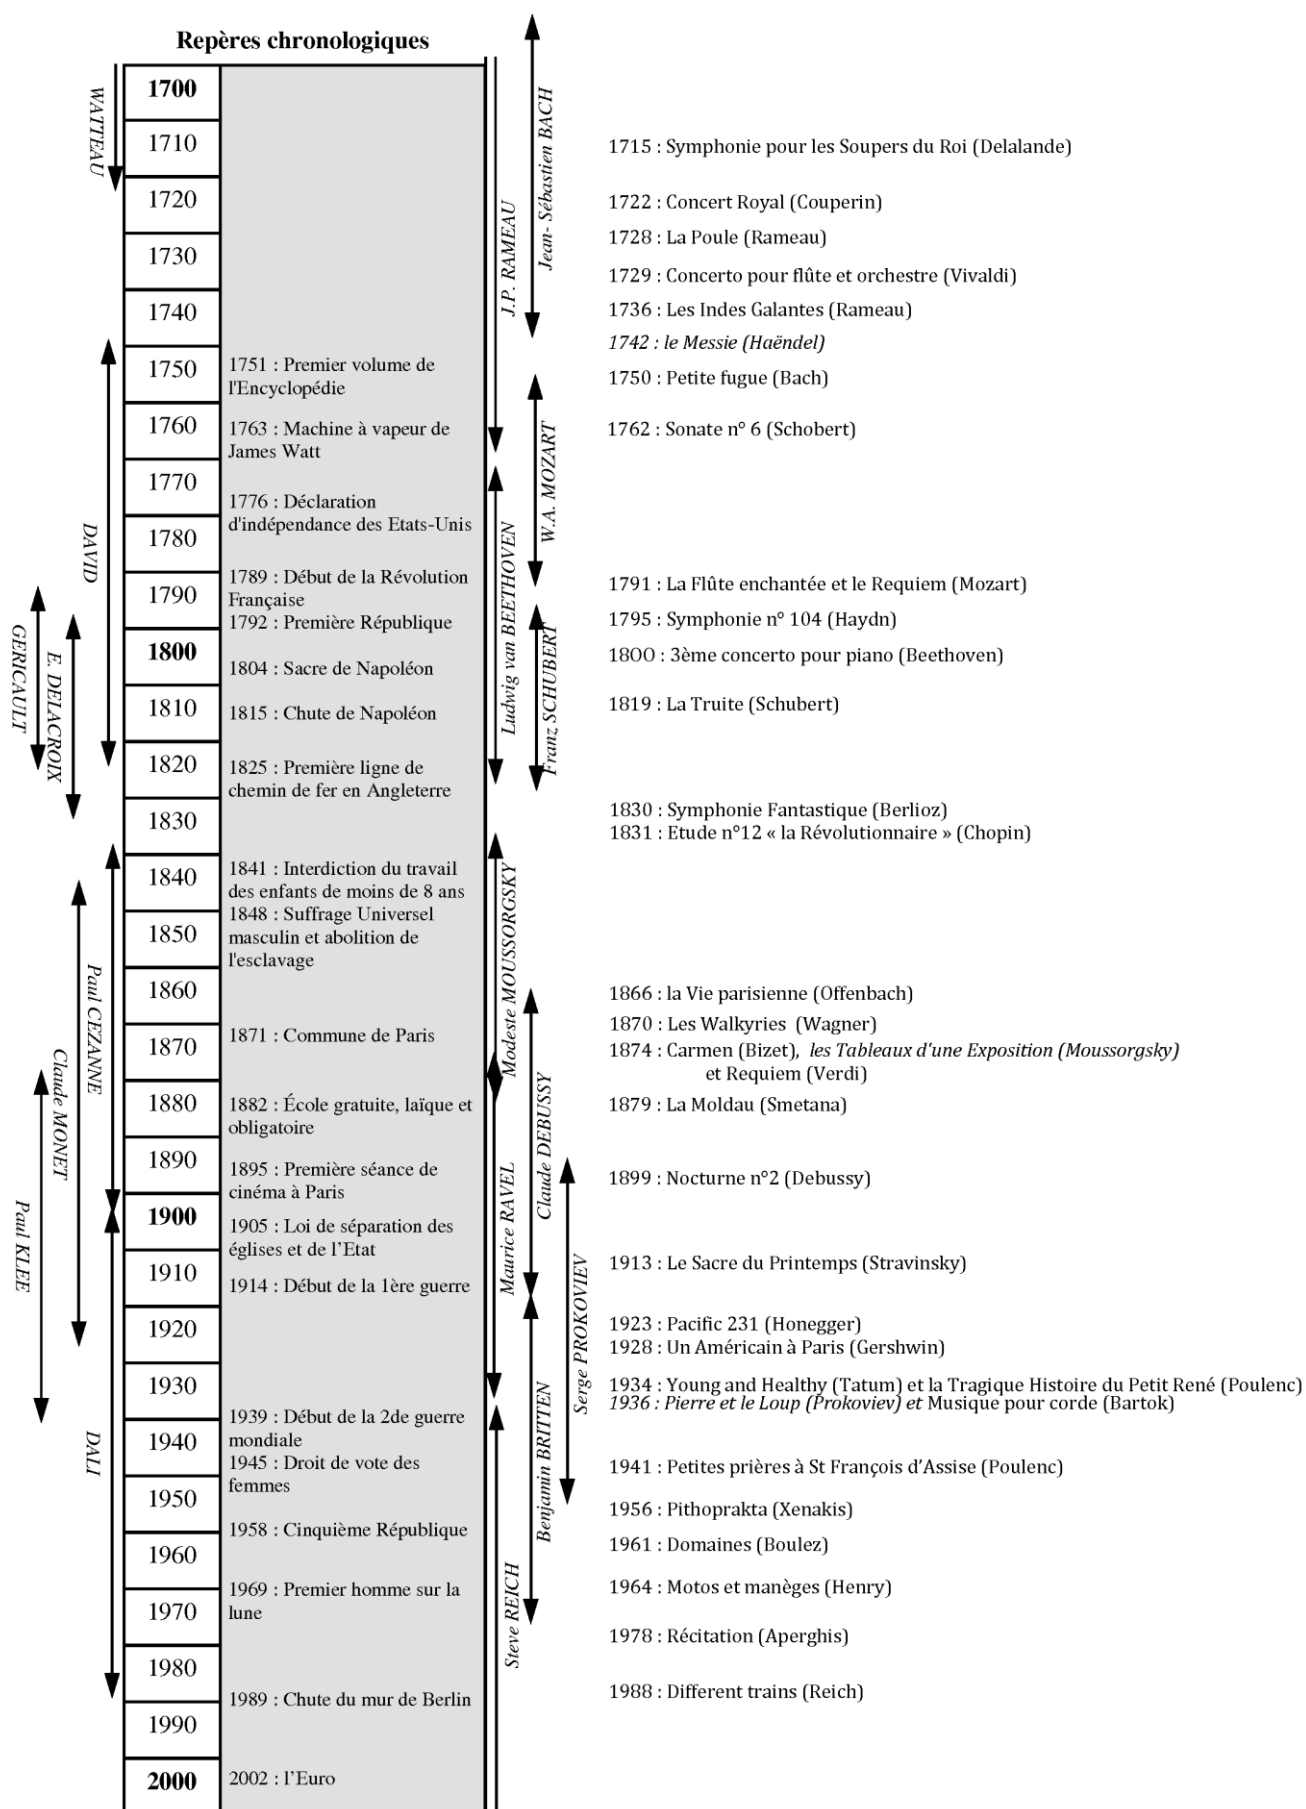 Repères chronologiques
1700
1710
1720
1730
1740
1750
1760
1770
1780
1790
1800
1810
1820
1830
1840
1850
1860
1870
1880
1890
1900
1910
1920
1930
1940
1950
1960
1970
1980
1990
2000
1751 : Premier volume de
l'Encyclopédie
1763 : Machine à vapeur de
James Watt
1776 : Déclaration
d'indépendance des Etats-Unis
1789 : Début de la Révolution
Française
1792 : Première République
1804 : Sacre de Napoléon
1815 : Chute de Napoléon
1825 : Première ligne de
chemin de fer en Angleterre
1841 : Interdiction du travail
des enfants de moins de 8 ans
1848 : Suffrage Universel
masculin et abolition de
l'esclavage
1871 : Commune de Paris
1882 : École gratuite, laïque et
obligatoire
1895 : Première séance de
cinéma à Paris
1905 : Loi de séparation des
églises et de l'Etat
1914 : Début de la 1ère guerre
1939 : Début de la 2de guerre
mondiale
1945 : Droit de vote des
femmes
1958 : Cinquième République
1969 : Premier homme sur la
lune
1989 : Chute du mur de Berlin
2002 : l'Euro
WATTEAU
DAVID
GERICAULT
E. DELACROIX
Paul CEZANNE
Claude MONET
Paul KLEE
DALI
J.P. RAMEAU
Jean- Sébastien BACH
W.A. MOZART
Ludwig van BEETHOVEN
Franz SCHUBERT
Modeste MOUSSORGSKY
Claude DEBUSSY
Maurice RAVEL
Serge PROKOVIEV
Benjamin BRITTEN
Steve REICH
1715 : Symphonie pour les Soupers du Roi (Delalande)
1722 : Concert Royal (Couperin)
1728 : La Poule (Rameau)
1729 : Concerto pour flûte et orchestre (Vivaldi)
1736 : Les Indes Galantes (Rameau)
1742 : le Messie (Haëndel)
1750 : Petite fugue (Bach)
1762 : Sonate n° 6 (Schobert)
1791 : La Flûte enchantée et le Requiem (Mozart)
1795 : Symphonie n° 104 (Haydn)
18OO : 3ème concerto pour piano (Beethoven)
1819 : La Truite (Schubert)
1830 : Symphonie Fantastique (Berlioz)
1831 : Etude n°12 « la Révolutionnaire » (Chopin)
1866 : la Vie parisienne (Offenbach)
1870 : Les Walkyries (Wagner)
1874 : Carmen (Bizet), les Tableaux d'une Exposition (Moussorgsky)
et Requiem (Verdi)
1879 : La Moldau (Smetana)
1899 : Nocturne n°2 (Debussy)
1913 : Le Sacre du Printemps (Stravinsky)
1923 : Pacific 231 (Honegger)
1928 : Un Américain à Paris (Gershwin)
1934 : Young and Healthy (Tatum) et la Tragique Histoire du Petit René (Poulenc)
1936 : Pierre et le Loup (Prokoviev) et Musique pour corde (Bartok)
1941 : Petites prières à St François d'Assise (Poulenc)
1956 : Pithoprakta (Xenakis)
1961 : Domaines (Boulez)
1964 : Motos et manèges (Henry)
1978 : Récitation (Aperghis)
1988 : Different trains (Reich)